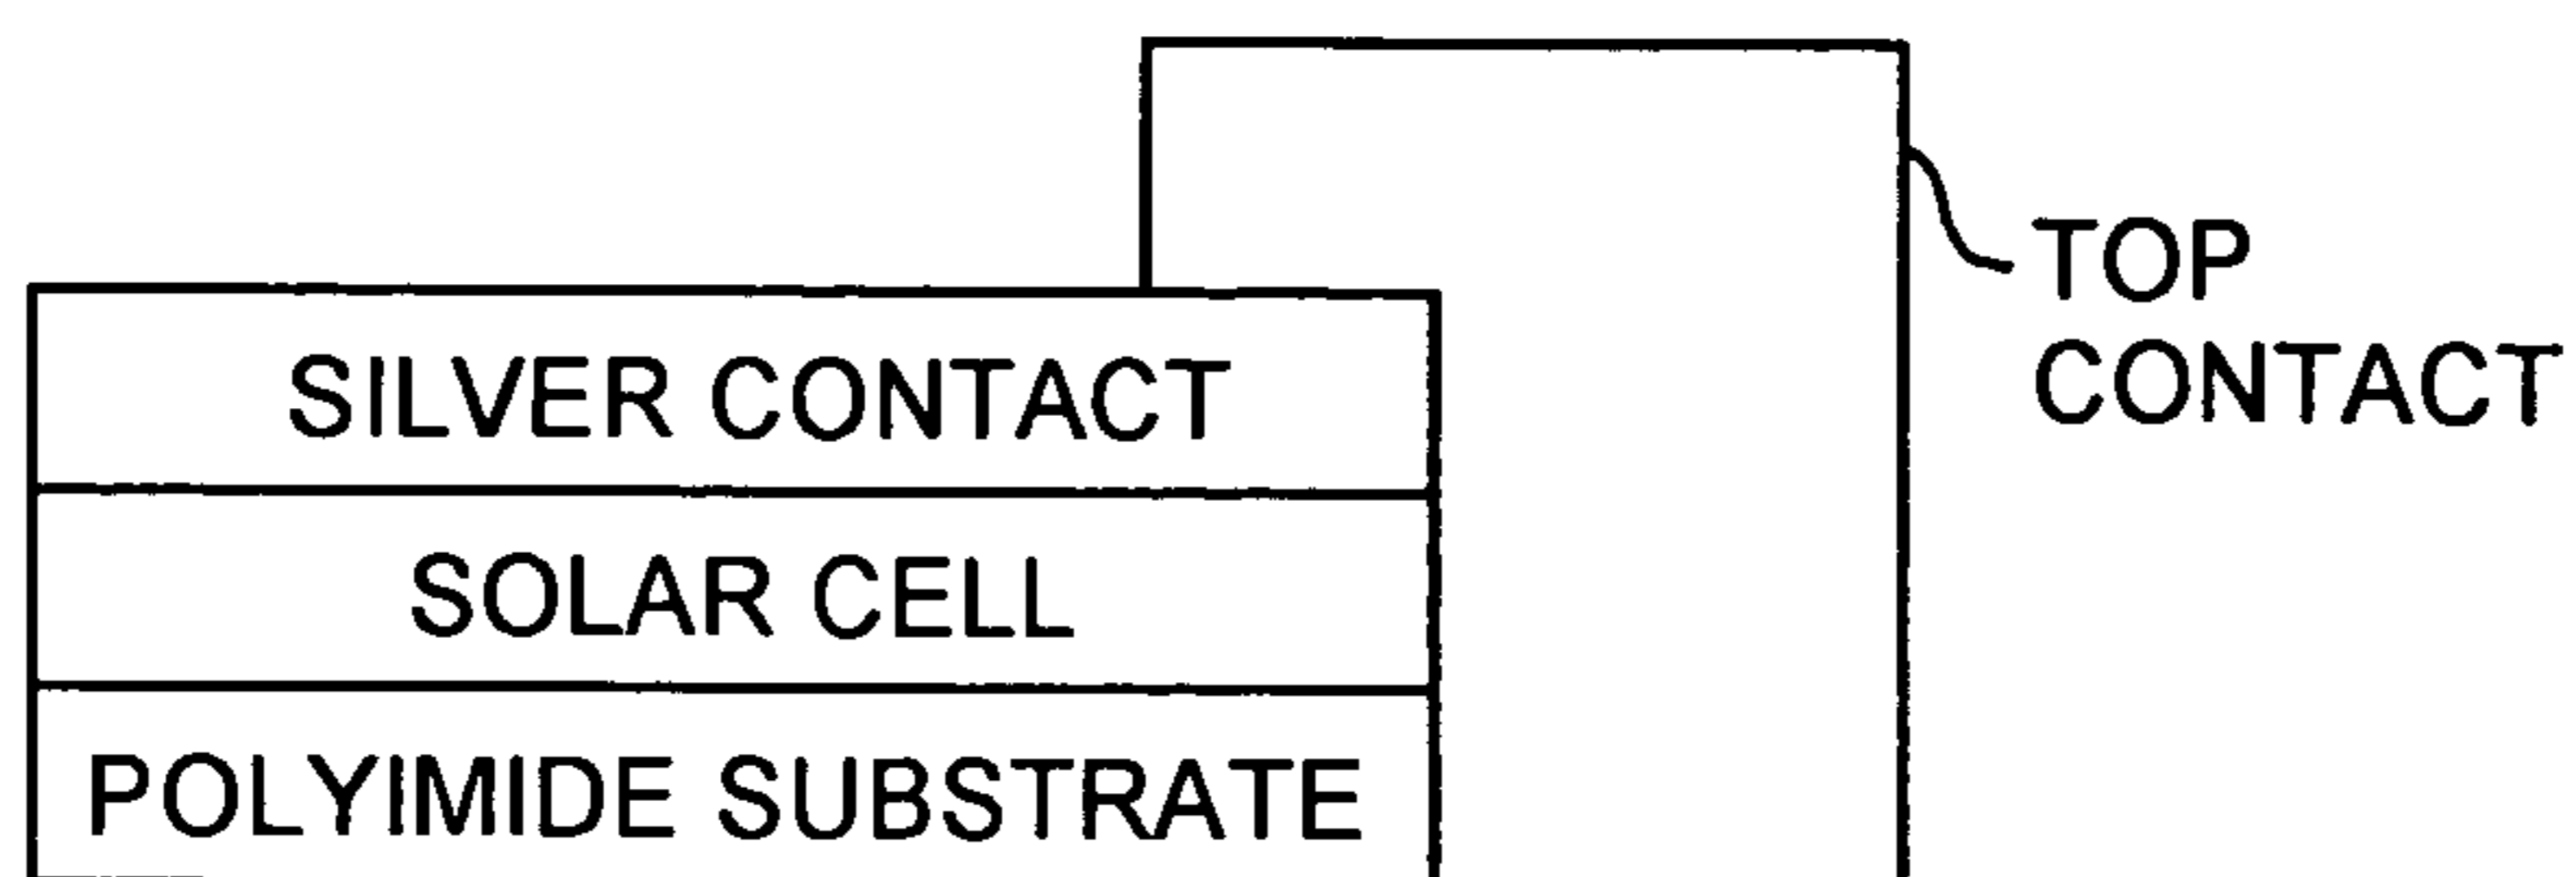 TOP
CONTACT
SILVER CONTACT
SOLAR CELL
POLYIMIDE SUBSTRATE